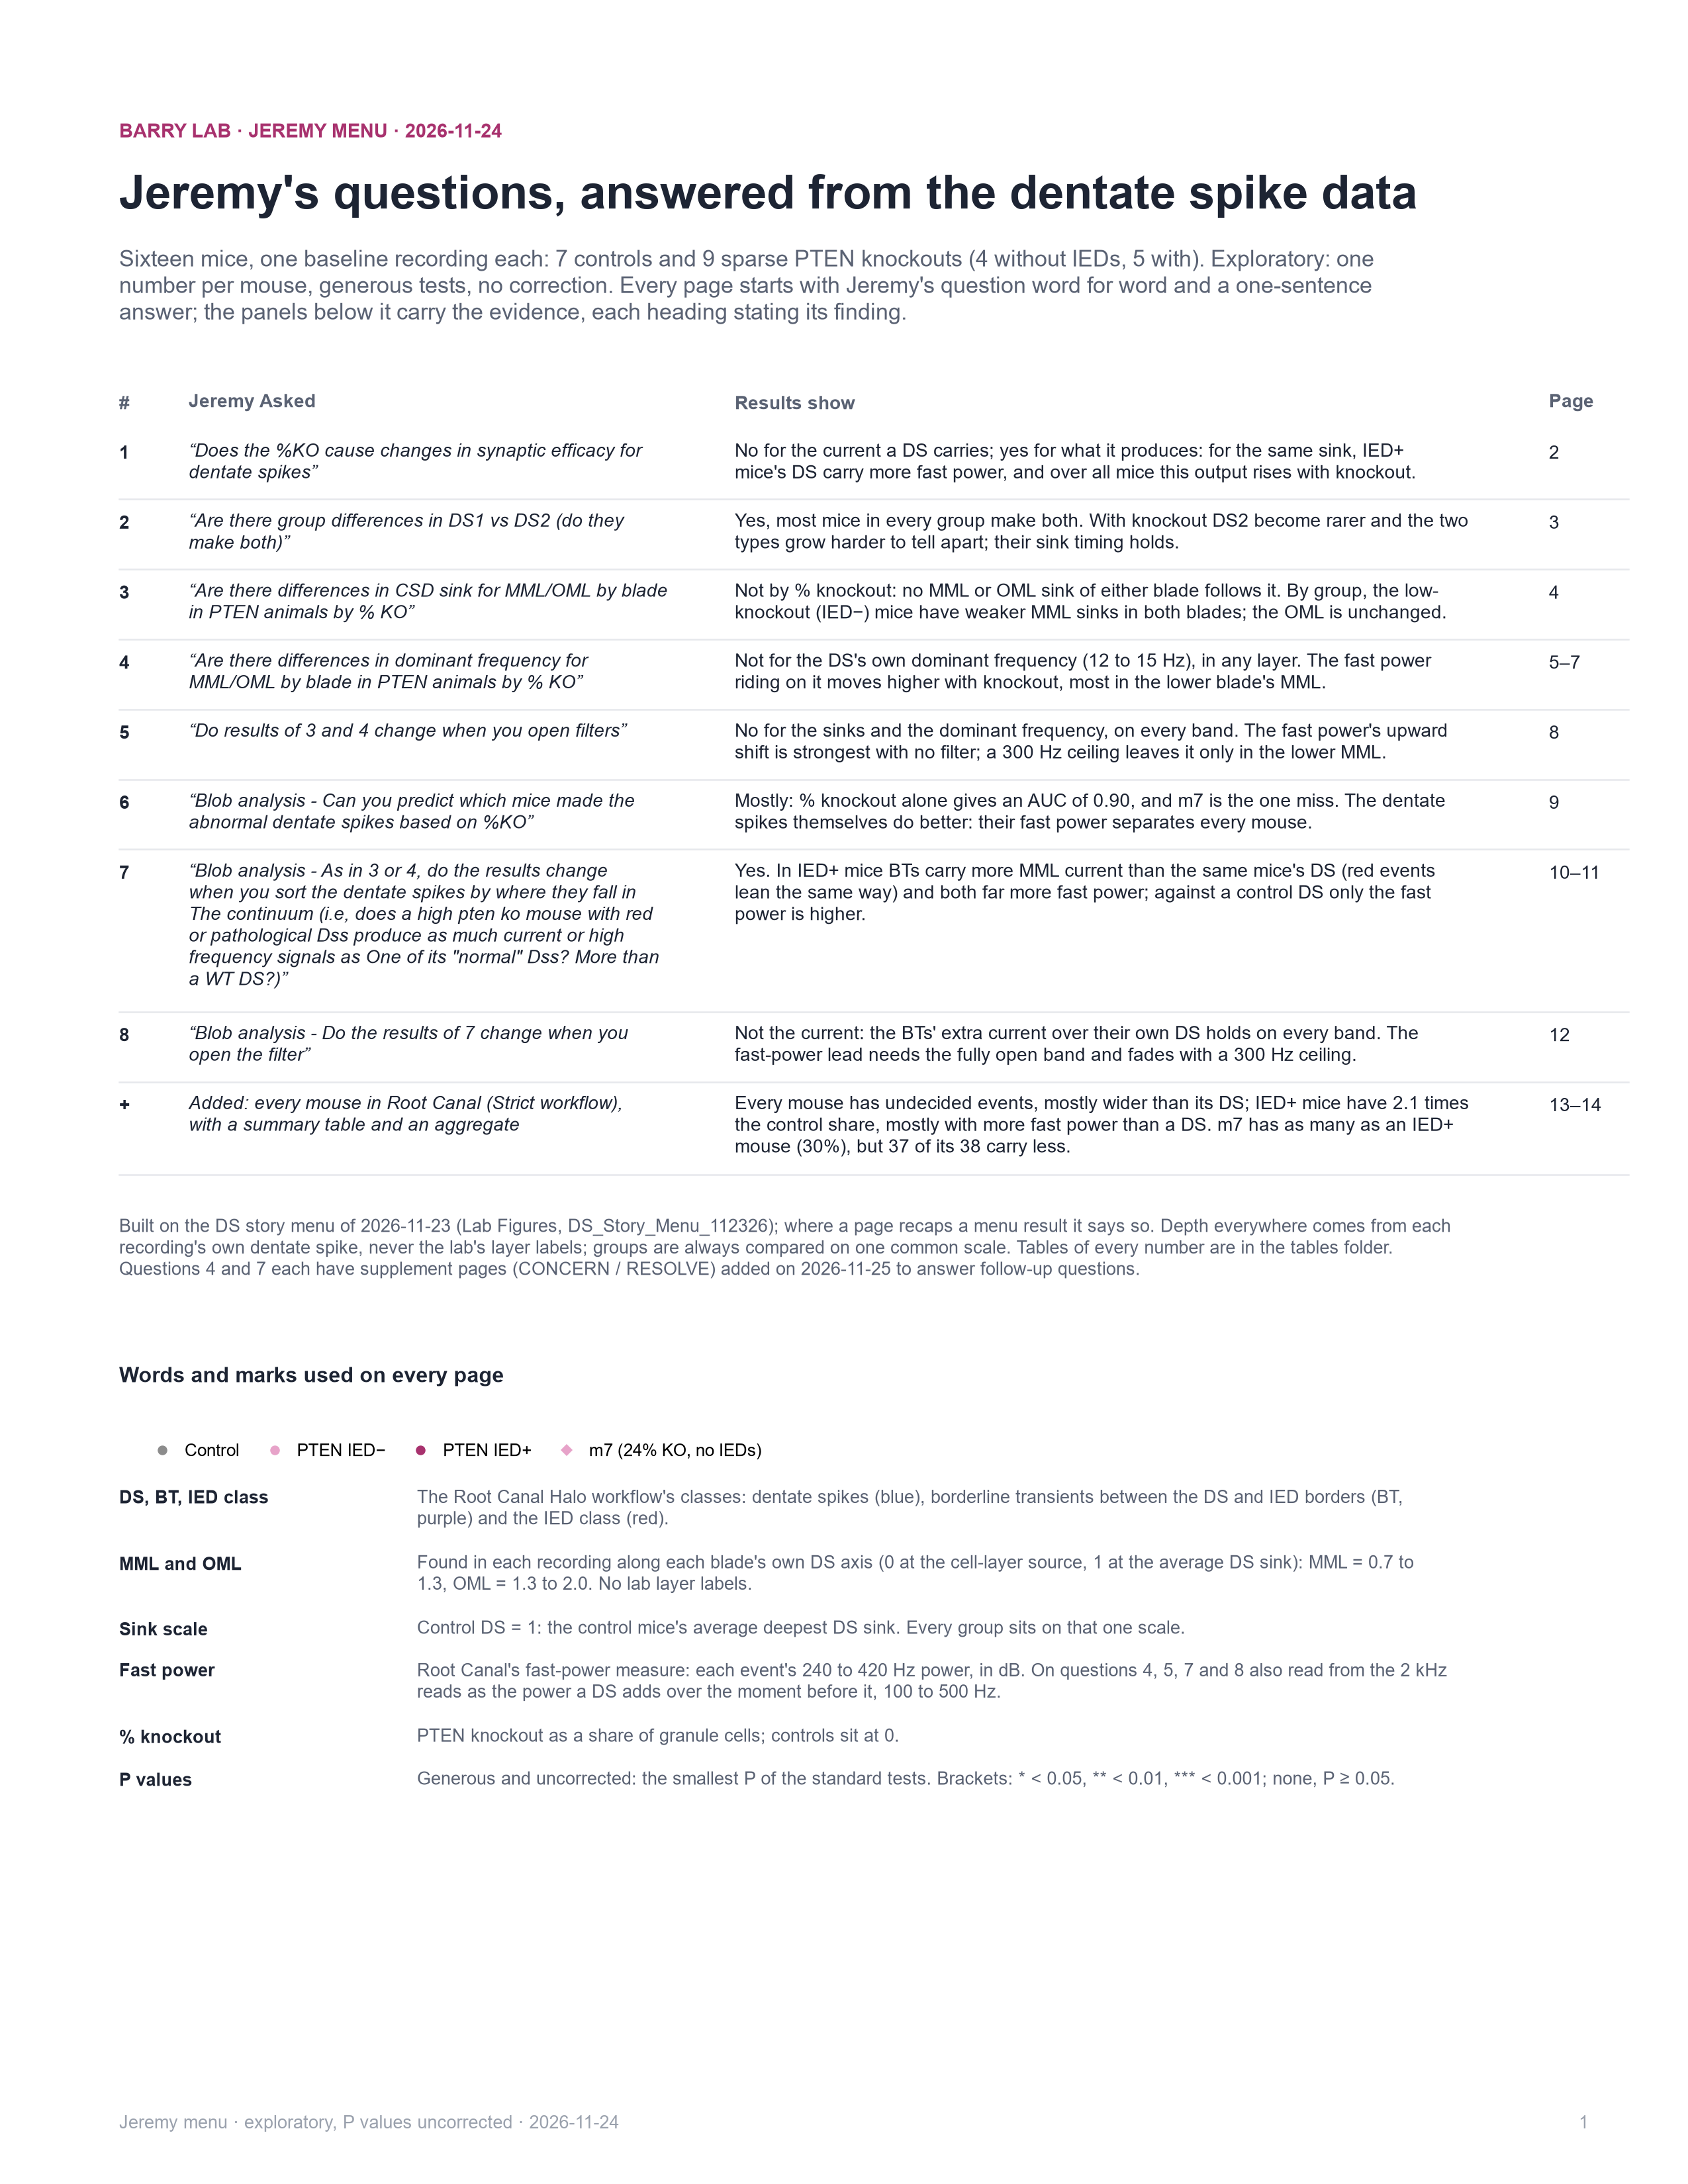 BARRY LAB · JEREMY MENU · 2026-11-24
Jeremy's questions, answered from the dentate spike data
Sixteen mice, one baseline recording each: 7 controls and 9 sparse PTEN knockouts (4 without IEDs, 5 with). Exploratory: one
number per mouse, generous tests, no correction. Every page starts with Jeremy's question word for word and a one-sentence
answer; the panels below it carry the evidence, each heading stating its finding.
# Jeremy Asked Results show Page
1 “Does the %KO cause changes in synaptic efficacy for No for the current a DS carries; yes for what it produces: for the same sink, IED+ 2
dentate spikes” mice's DS carry more fast power, and over all mice this output rises with knockout.
2 “Are there group differences in DS1 vs DS2 (do they Yes, most mice in every group make both. With knockout DS2 become rarer and the two 3
make both)” types grow harder to tell apart; their sink timing holds.
3 “Are there differences in CSD sink for MML/OML by blade Not by % knockout: no MML or OML sink of either blade follows it. By group, the low- 4
in PTEN animals by % KO” knockout (IED−) mice have weaker MML sinks in both blades; the OML is unchanged.
4 “Are there differences in dominant frequency for Not for the DS's own dominant frequency (12 to 15 Hz), in any layer. The fast power 5–7
MML/OML by blade in PTEN animals by % KO” riding on it moves higher with knockout, most in the lower blade's MML.
5 “Do results of 3 and 4 change when you open filters” No for the sinks and the dominant frequency, on every band. The fast power's upward 8
shift is strongest with no filter; a 300 Hz ceiling leaves it only in the lower MML.
6 “Blob analysis - Can you predict which mice made the Mostly: % knockout alone gives an AUC of 0.90, and m7 is the one miss. The dentate 9
abnormal dentate spikes based on %KO” spikes themselves do better: their fast power separates every mouse.
7 “Blob analysis - As in 3 or 4, do the results change Yes. In IED+ mice BTs carry more MML current than the same mice's DS (red events 10–11
when you sort the dentate spikes by where they fall in lean the same way) and both far more fast power; against a control DS only the fast
The continuum (i.e, does a high pten ko mouse with red power is higher.
or pathological Dss produce as much current or high
frequency signals as One of its "normal" Dss? More than
a WT DS?)”
8 “Blob analysis - Do the results of 7 change when you Not the current: the BTs' extra current over their own DS holds on every band. The 12
open the filter” fast-power lead needs the fully open band and fades with a 300 Hz ceiling.
+ Added: every mouse in Root Canal (Strict workflow), Every mouse has undecided events, mostly wider than its DS; IED+ mice have 2.1 times 13–14
with a summary table and an aggregate the control share, mostly with more fast power than a DS. m7 has as many as an IED+
mouse (30%), but 37 of its 38 carry less.
Built on the DS story menu of 2026-11-23 (Lab Figures, DS_Story_Menu_112326); where a page recaps a menu result it says so. Depth everywhere comes from each
recording's own dentate spike, never the lab's layer labels; groups are always compared on one common scale. Tables of every number are in the tables folder.
Questions 4 and 7 each have supplement pages (CONCERN / RESOLVE) added on 2026-11-25 to answer follow-up questions.
Words and marks used on every page
Control PTEN IED− PTEN IED+ m7 (24% KO, no IEDs)
DS, BT, IED class The Root Canal Halo workflow's classes: dentate spikes (blue), borderline transients between the DS and IED borders (BT,
purple) and the IED class (red).
MML and OML Found in each recording along each blade's own DS axis (0 at the cell-layer source, 1 at the average DS sink): MML = 0.7 to
1.3, OML = 1.3 to 2.0. No lab layer labels.
Sink scale Control DS = 1: the control mice's average deepest DS sink. Every group sits on that one scale.
Fast power Root Canal's fast-power measure: each event's 240 to 420 Hz power, in dB. On questions 4, 5, 7 and 8 also read from the 2 kHz
reads as the power a DS adds over the moment before it, 100 to 500 Hz.
% knockout PTEN knockout as a share of granule cells; controls sit at 0.
P values Generous and uncorrected: the smallest P of the standard tests. Brackets: * < 0.05, ** < 0.01, *** < 0.001; none, P ≥ 0.05.
Jeremy menu · exploratory, P values uncorrected · 2026-11-24 1